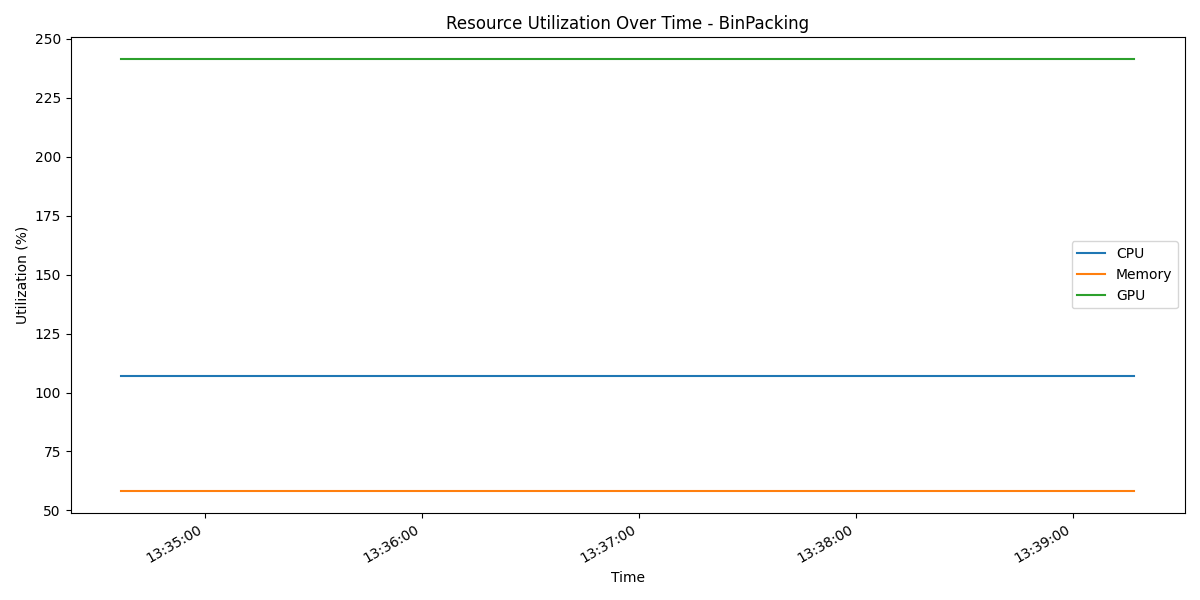 Resource Utilization Over Time - BinPacking
250
225
200
175
150
125
100
75
50
Utilization (%)
CPU
Memory
GPU
13:35:00
13:36:00
13:37:00
13:38:00
13:39:00
Time